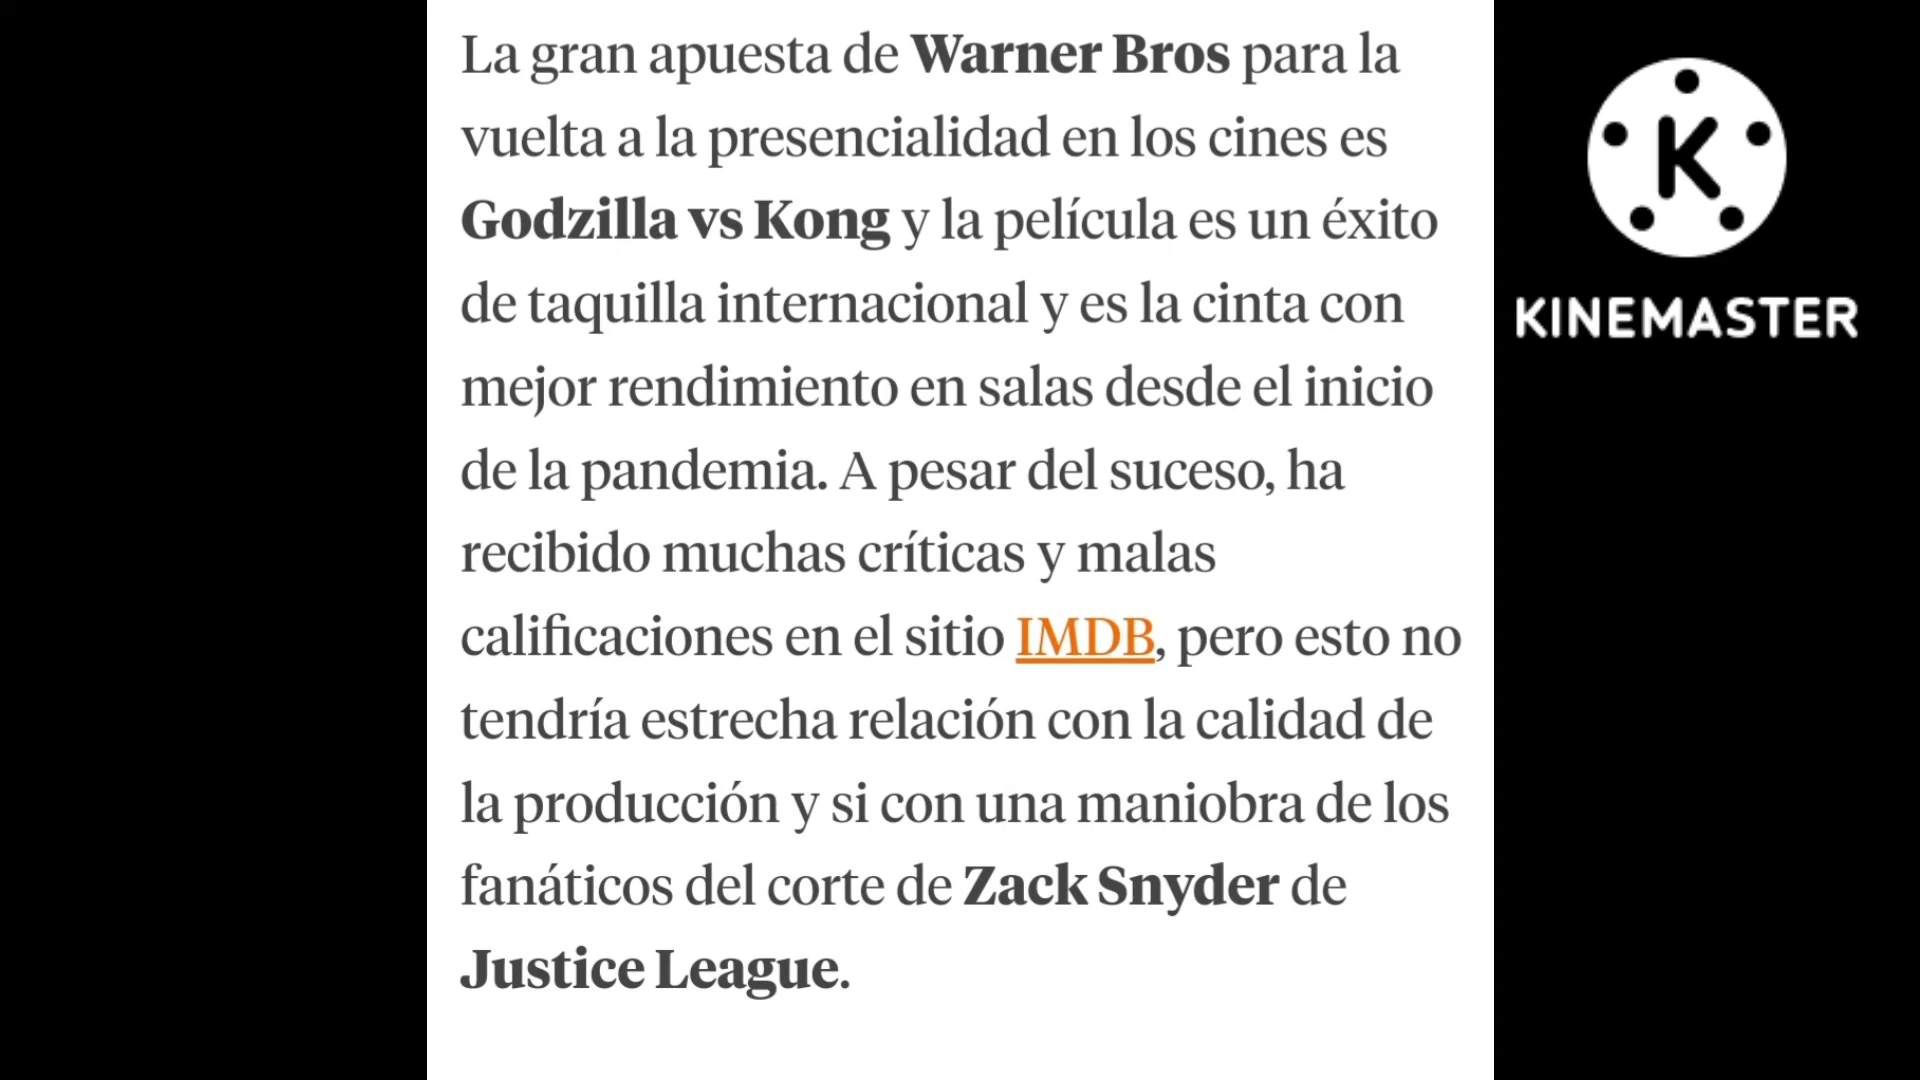 La gran apuesta de Warner Bros para la
vuelta a la presencialidad en los cines es
Godzilla vs Kong y la película es un éxito
de taquilla internacional y es la cinta con
mejor rendimiento en salas desde el inicio
de la pandemia. A pesar del suceso, ha
recibido muchas críticas y malas
calificaciones en el sitio IMDB, pero esto no
tendría estrecha relación con la calidad de
la producción y si con una maniobra de los
fanáticos del corte de Zack Snyder de
Justice League.
K
KINEMASTER